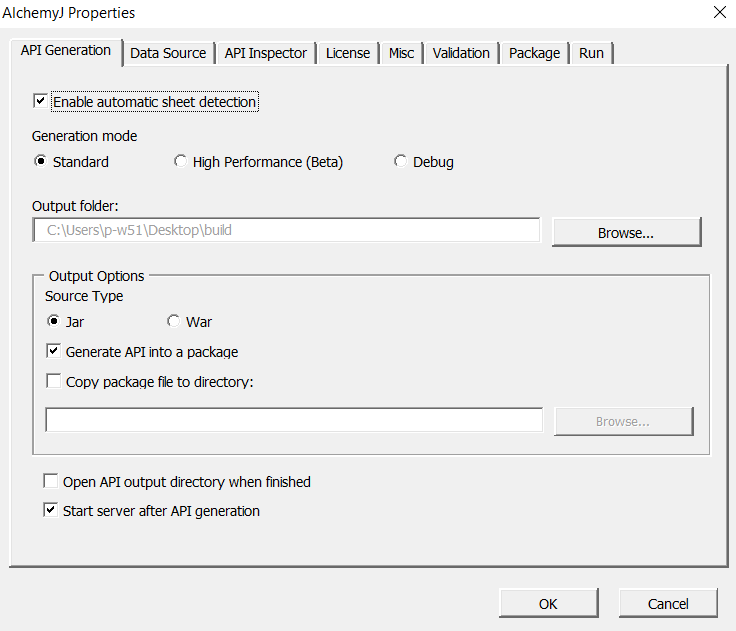 AlchemyJ Properties
API Generation Data Source API Inspector License Misc Validation Package Run
Enable automatic sheet detection
Generation mode
Standard High Performance (Beta) Debug
Output folder:
C:\Users\p-w51\Desktop\build Browse...
Output Options
Source Type
Jar War
Generate API into a package
Copy package file to directory:
Browse...
Open API output directory when finished
Start server after API generation
OK Cancel